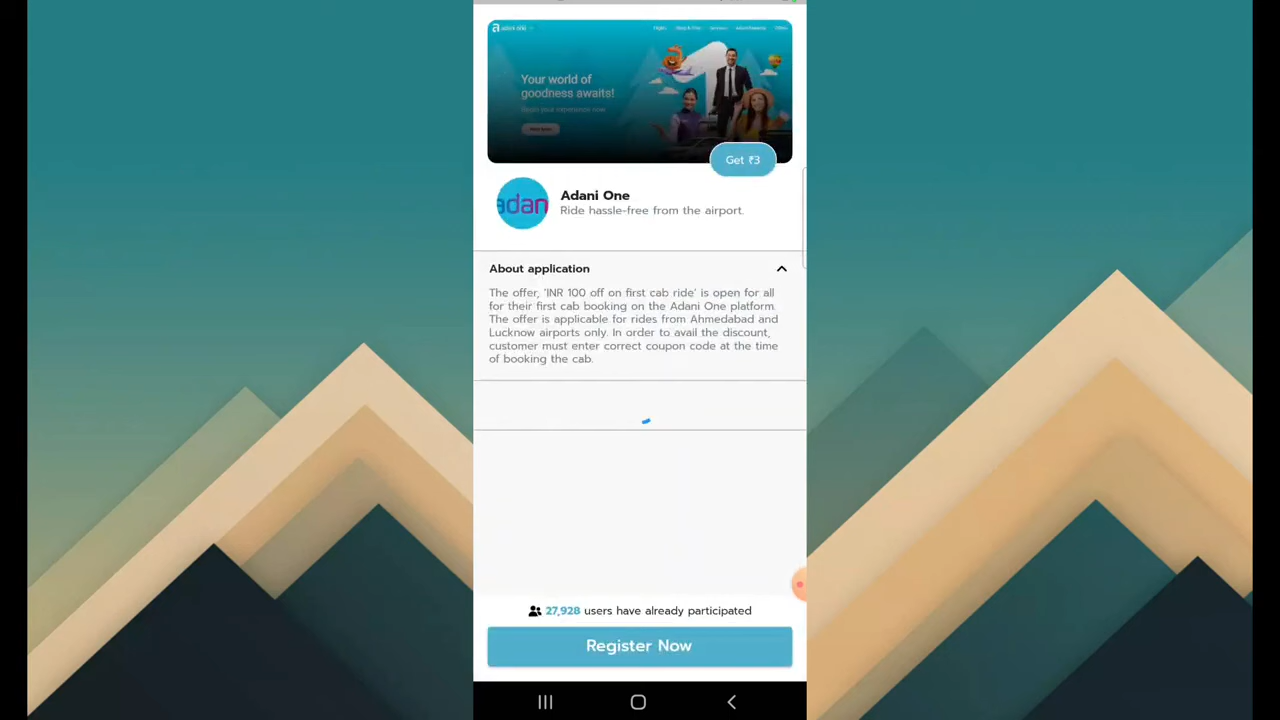 adani one
Your world of
goodness awaits!
Get ₹3
adan
Adani One
Ride hassle-free from the airport.
About application
The offer, 'INR 100 off on first cab ride' is open for all
for their first cab booking on the Adani One platform.
The offer is applicable for rides from Ahmedabad and
Lucknow airports only. In order to avail the discount,
customer must enter correct coupon code at the time
of booking the cab.
27,928 users have already participated
Register Now